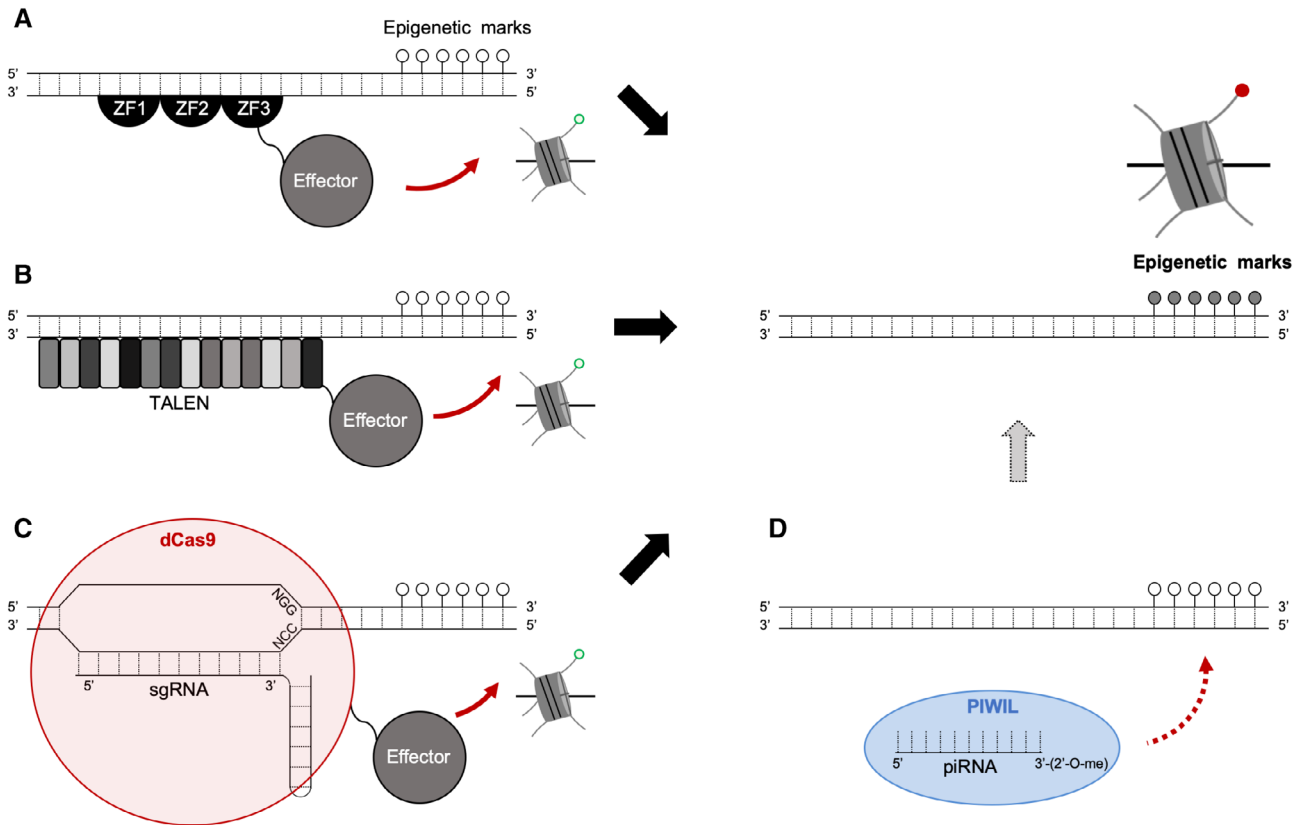 A
Epigenetic marks
5’ 3’
3’ 5’
ZF1 ZF2 ZF3
Effector
Epigenetic marks
B
5’ 3’
3’ 5’
TALEN
Effector
5’ 3’
3’ 5’
C
dCas9
NGG
5’ 3’
3’ 5’
NCC
5’ sgRNA 3’
Effector
D
5’ 3’
3’ 5’
PIWIL
5’ piRNA 3’-(2’-O-me)